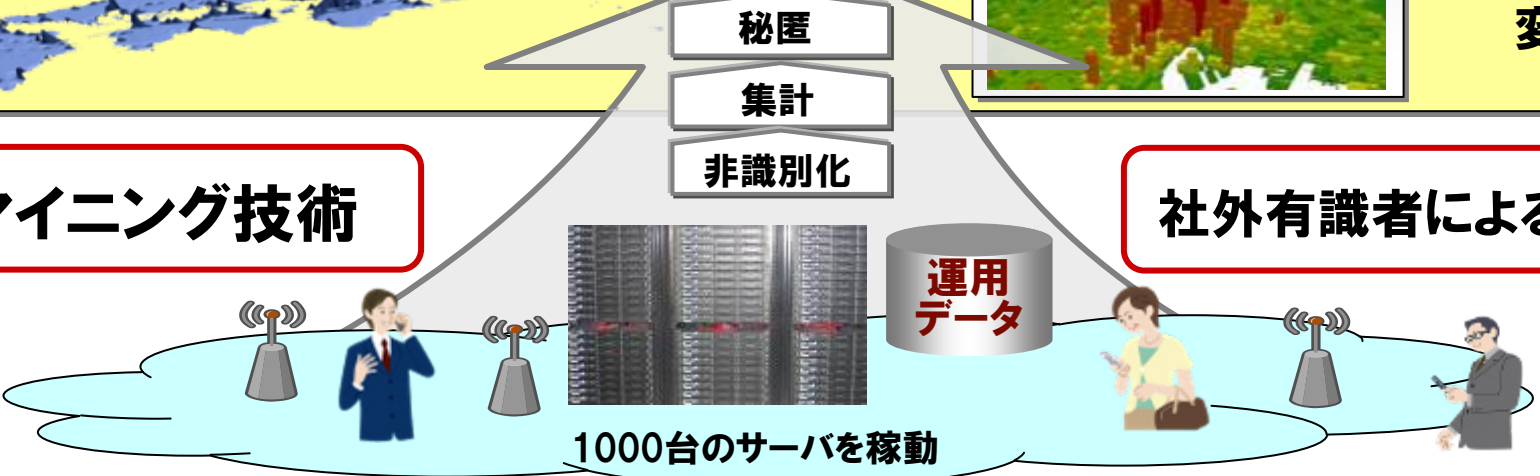 秘匿
集計
非識別化
イニング技術
社外有識者による
運用
データ
1000台のサーバを稼動